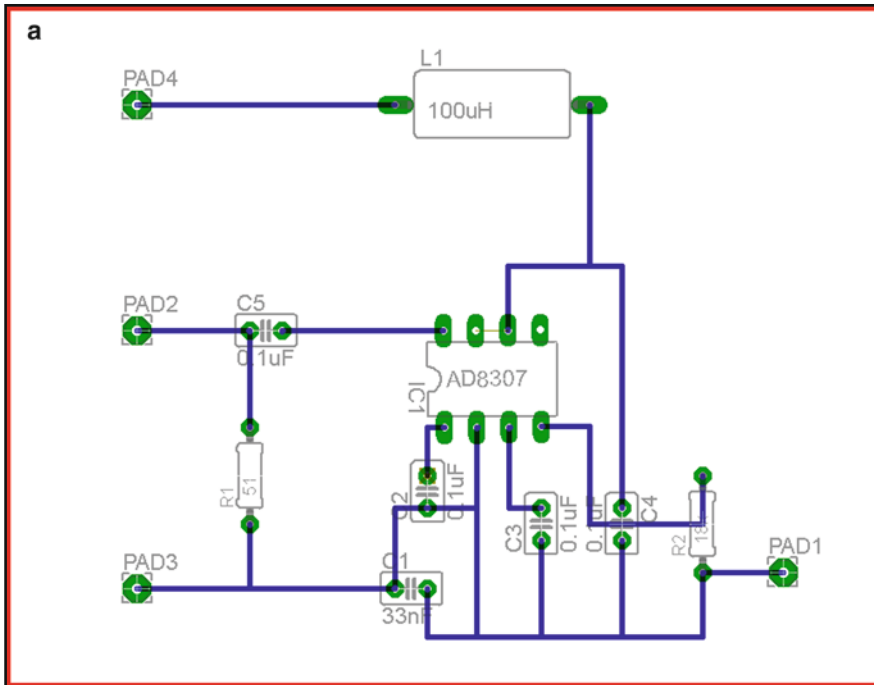 a
L1
PAD4
100uH
PAD2
C5
0.1uF
AD8307
IC1
R1
51
0.1uF
C3
0.1uF
C4
R2
PAD1
PAD3
C1
33nF